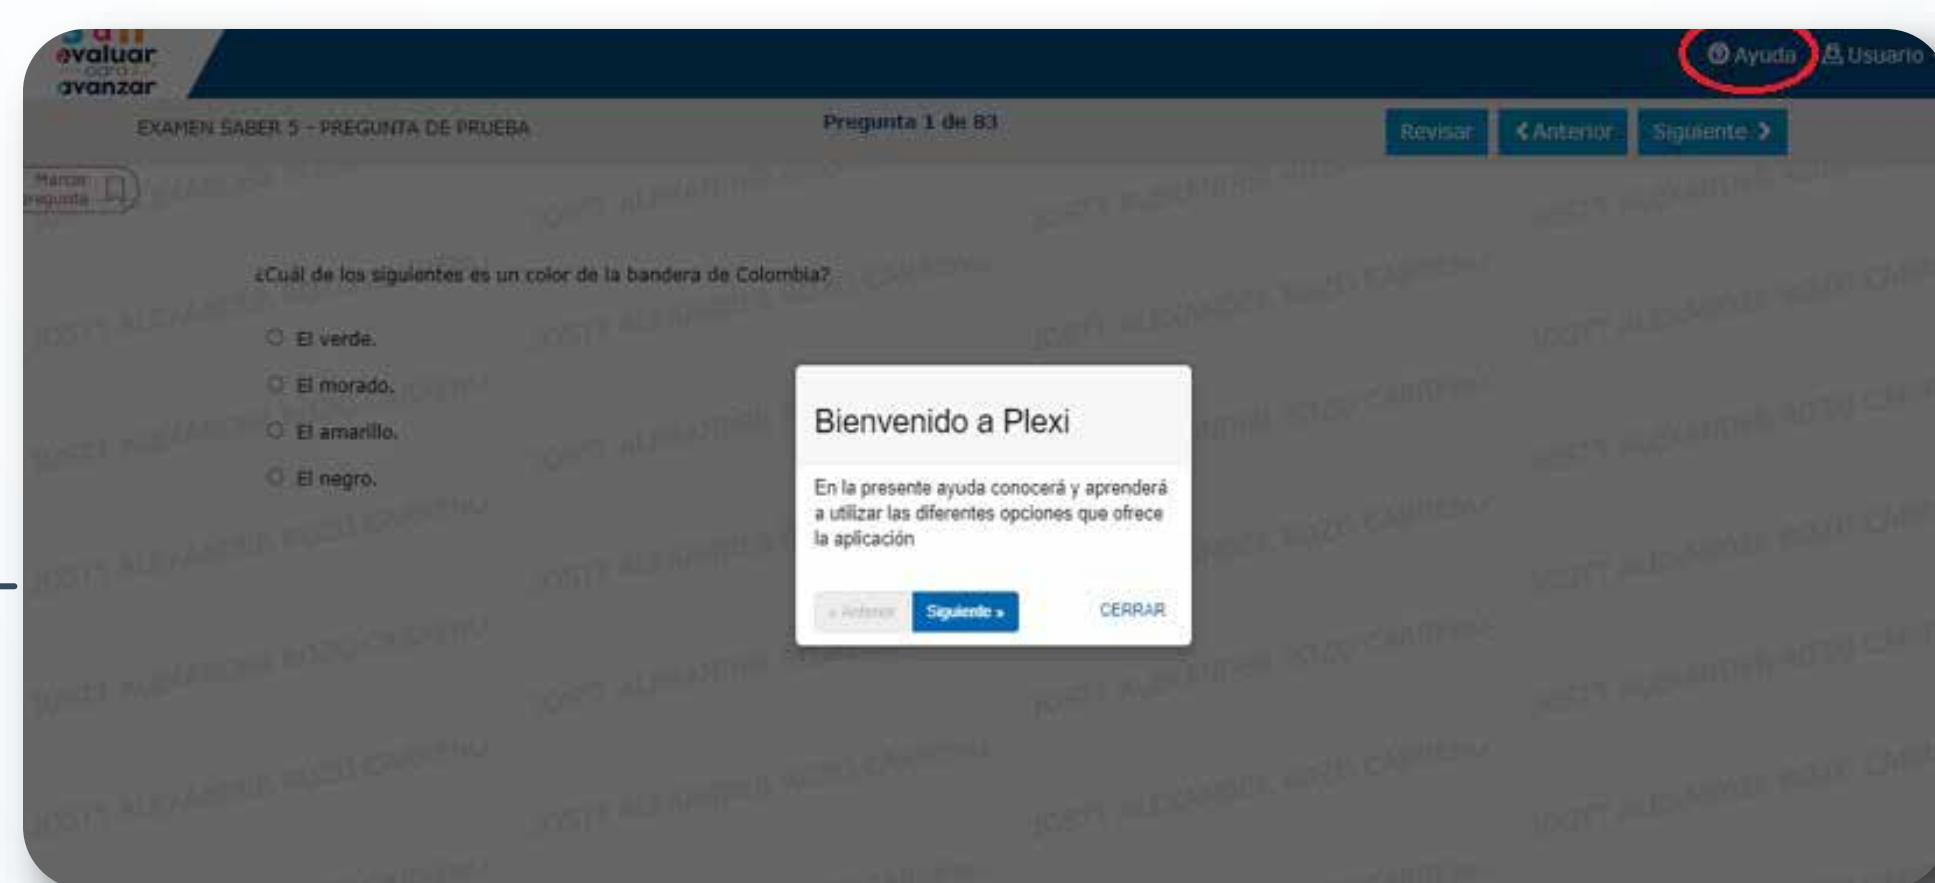 evaluar
para
avanzar
Ayuda
Usuario
EXAMEN SABER 5 - PREGUNTA DE PRUEBA
Pregunta 1 de 83
Revisar
Anterior
Siguiente
Marcar
pregunta
¿Cuál de los siguientes es un color de la bandera de Colombia?
El verde.
El morado.
El amarillo.
El negro.
Bienvenido a Plexi
En la presente ayuda conocerá y aprenderá
a utilizar las diferentes opciones que ofrece
la aplicación
« Anterior
Siguiente »
CERRAR